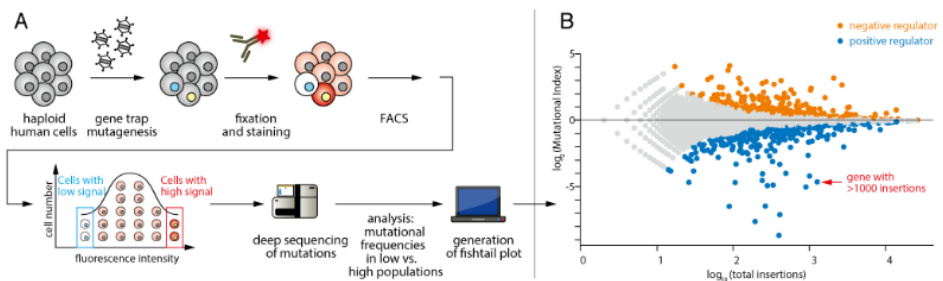 A
haploid
human cells
gene trap
mutagenesis
fixation
and staining
FACS
Cells with
low signal
Cells with
high signal
cell number
fluorescence intensity
deep sequencing
of mutations
analysis:
mutational
frequencies
in low vs.
high populations
generation
of fishtail plot
B
negative regulator
positive regulator
log2(Mutational Index)
5
0
-5
gene with
>1000 insertions
0
1
2
3
4
log10(total insertions)